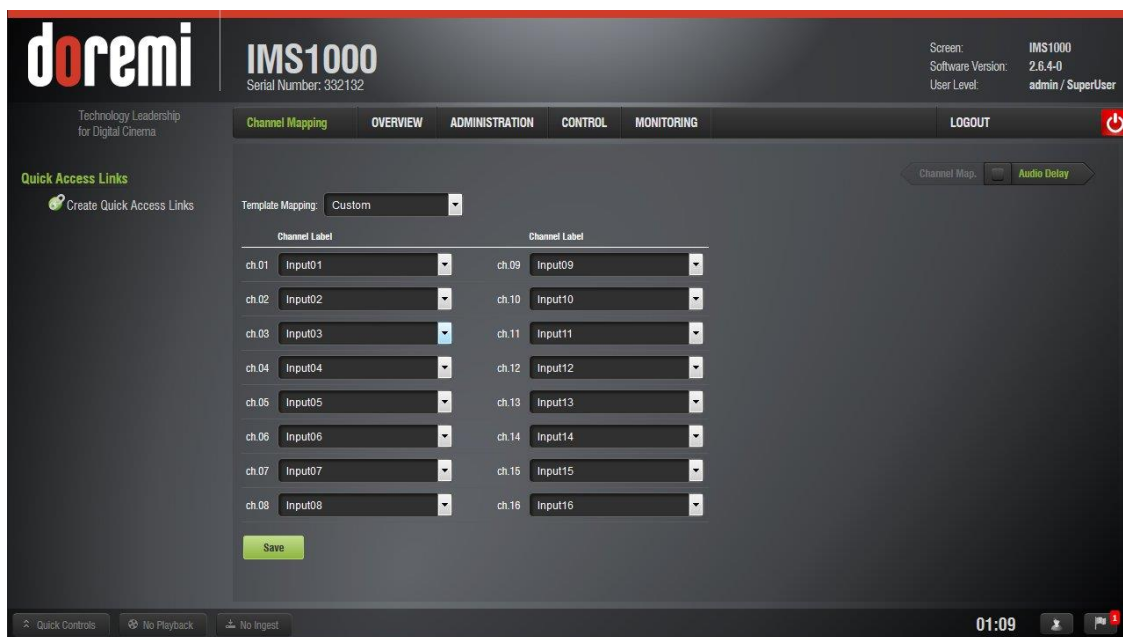 doremi
Technology Leadership
for Digital Cinema
IMS1000
Serial Number: 332132
Screen: IMS1000
Software Version: 2.6.4-0
User Level: admin / SuperUser
Channel Mapping OVERVIEW ADMINISTRATION CONTROL MONITORING LOGOUT
Quick Access Links
Create Quick Access Links
Channel Map. Audio Delay
Template Mapping: Custom
Channel Label Channel Label
ch.01 Input01 ch.09 Input09
ch.02 Input02 ch.10 Input10
ch.03 Input03 ch.11 Input11
ch.04 Input04 ch.12 Input12
ch.05 Input05 ch.13 Input13
ch.06 Input06 ch.14 Input14
ch.07 Input07 ch.15 Input15
ch.08 Input08 ch.16 Input16
Save
Quick Controls No Playback No Ingest 01:09 1